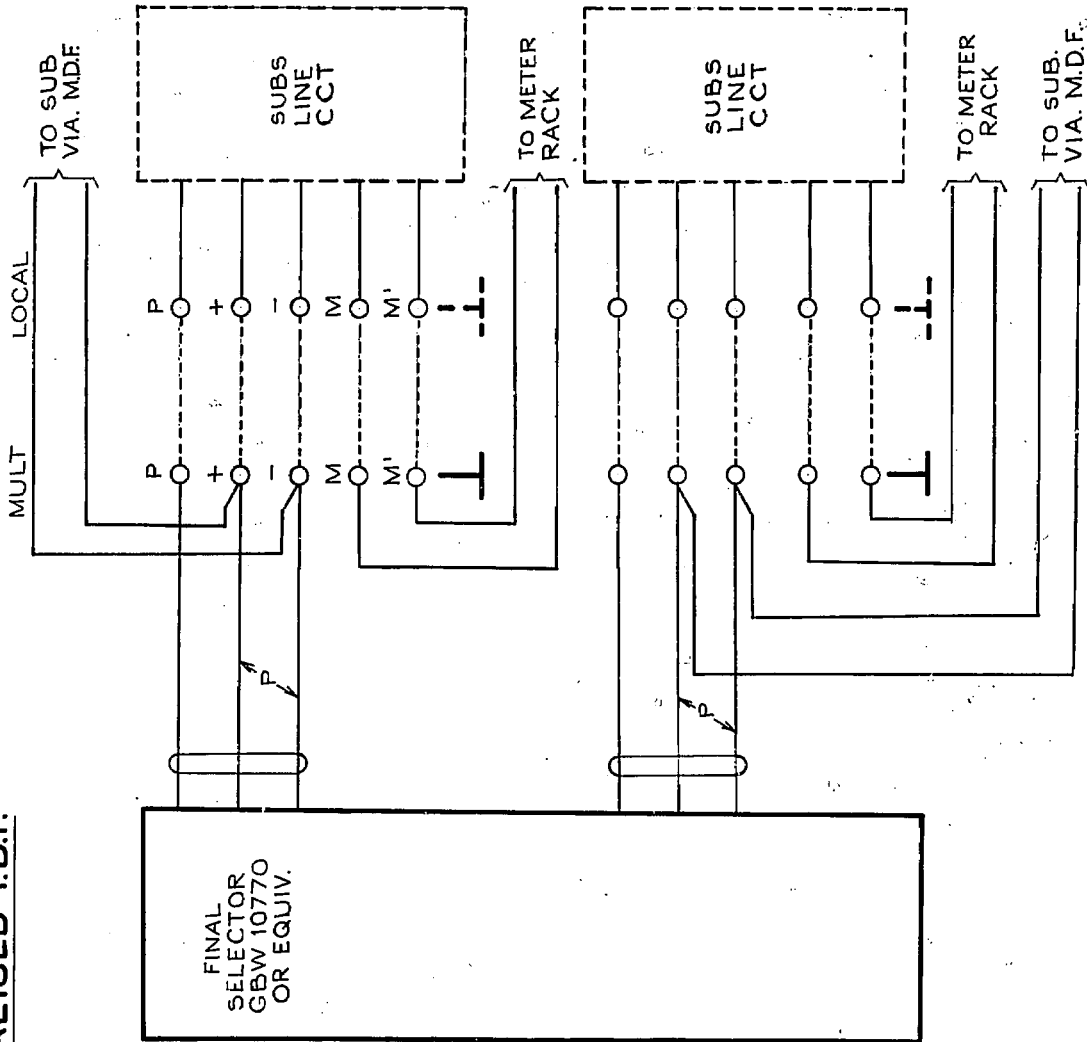 I.D.F.
TO SUB
VIA. M.D.F.
SUBS
LINE
CCT
TO METER
RACK
SUBS
LINE
CCT
TO METER
RACK
TO SUB.
VIA. M.D.F.
LOCAL
P
+
−
M
M'
MULT
P
+
−
M
M'
P
P
FINAL
SELECTOR
GBW 10770
OR EQUIV.